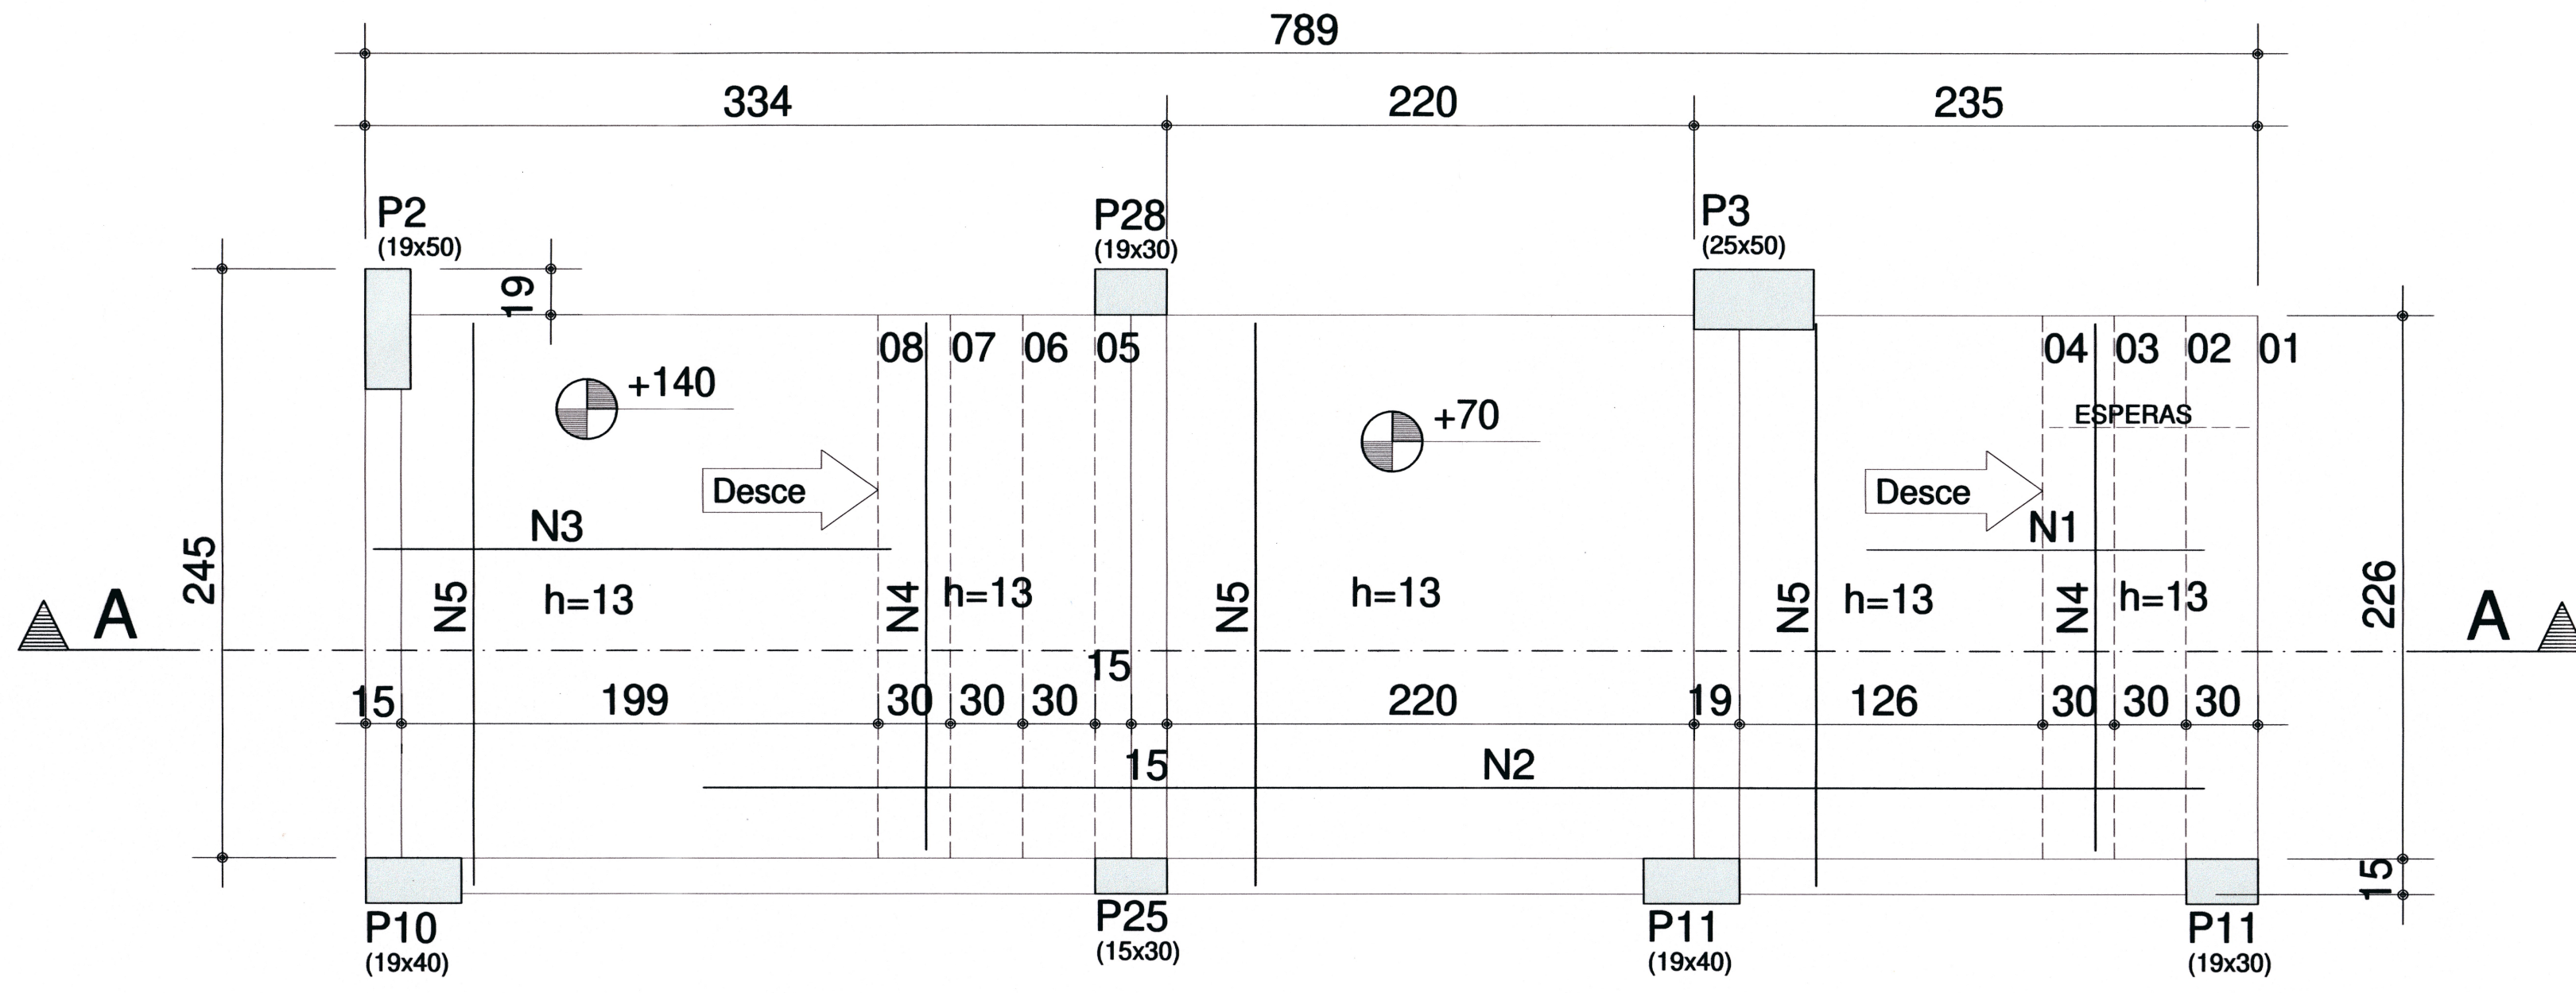 789
334 220 235
P2
(19x50)
P28
(19x30)
P3
(25x50)
19
08 07 06 05
04 03 02 01
+140
+70
ESPERAS
Desce
Desce
N3
N1
245
N5
h=13
N4
h=13
N5
h=13
N5
h=13
N4
h=13
226
A
A
15
15 199 30 30 30 220 19 126 30 30 30
15
N2
15
P10
(19x40)
P25
(15x30)
P11
(19x40)
P11
(19x30)